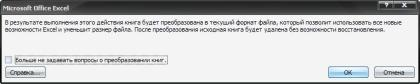 Microsoft Office Excel
В результате выполнения этого действия книга будет преобразована в текущий формат файла, который позволит использовать все новые
возможности Excel и уменьшит размер файла. После преобразования исходная книга будет удалена без возможности восстановления.
Больше не задавать вопросы о преобразовании книг.
Справка...
ОК
Отмена